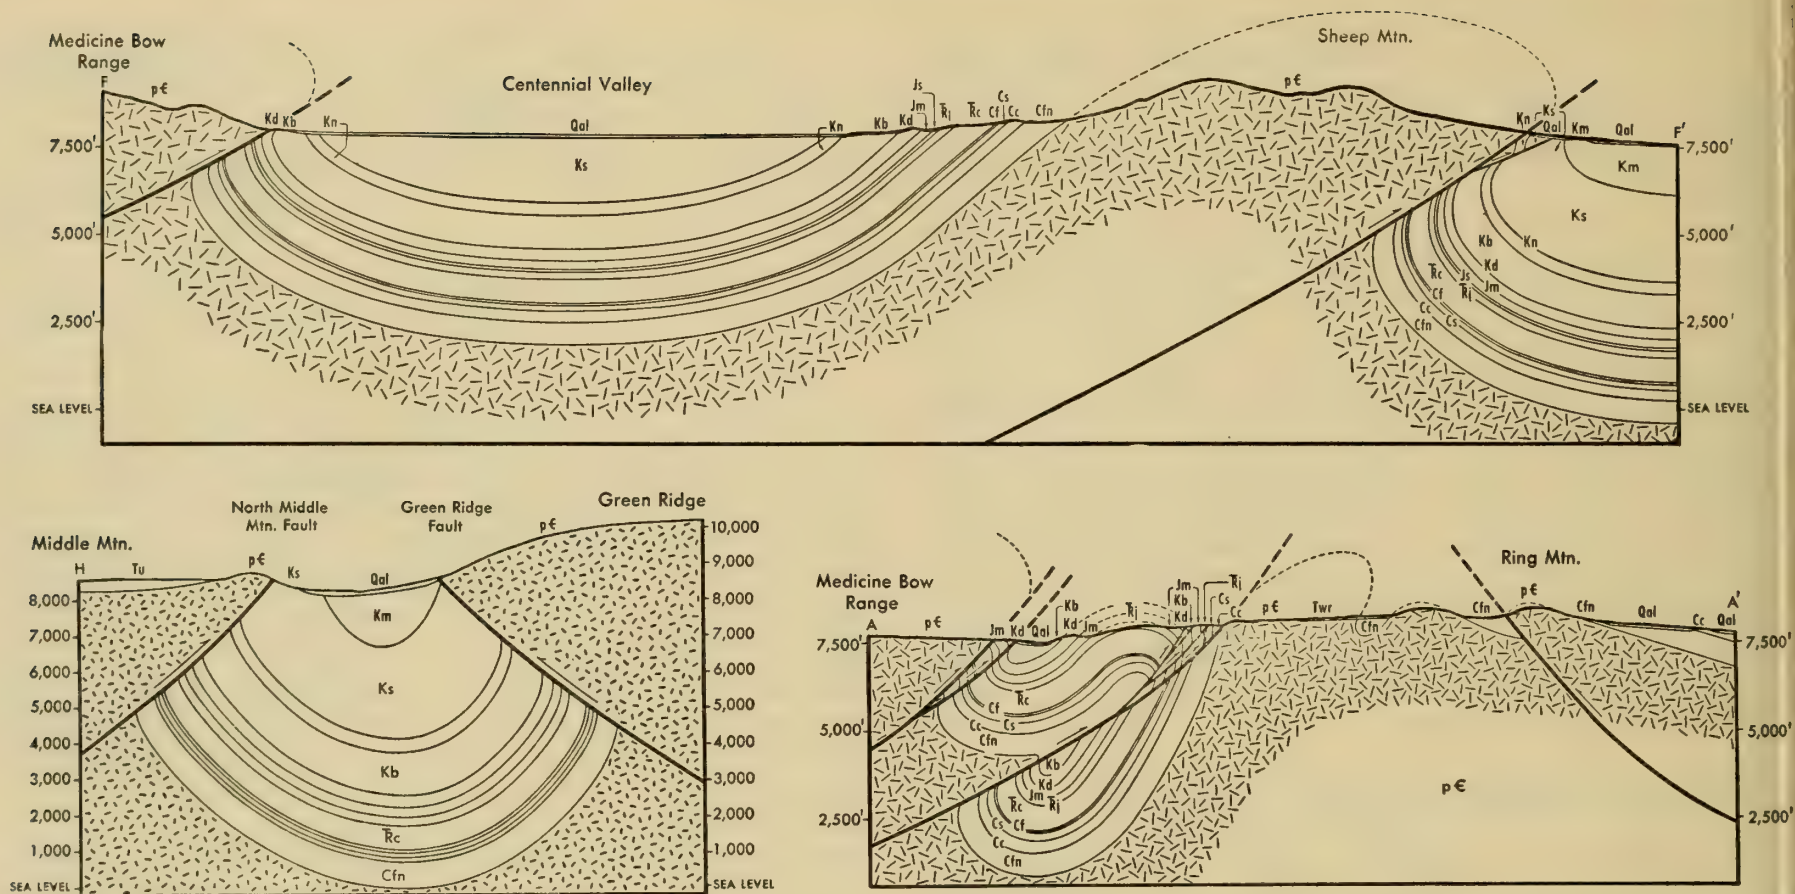 Medicine Bow
Range
F
p€
Centennial Valley
Sheep Mtn.
p€
Kd Kb
Kn
Qal
Kn
Kb
Kd
Js
Jm
T̅Rj
T̅Rc
Cf
Cs
Cc
Cfn
Kn
Ks
Qal
Km
Qal
F'
7,500'
5,000'
2,500'
SEA LEVEL
Ks
Km
Ks
Kn
Kb
Kd
Js
Jm
T̅Rc
T̅Rj
Cf
Cs
Cc
Cfn
7,500'
5,000'
2,500'
SEA LEVEL
North Middle
Mtn. Fault
Green Ridge
Fault
Green Ridge
Middle Mtn.
H
Tu
p€
Ks
Qal
p€
Km
Ks
Kb
T̅Rc
Cfn
8,000
7,000
6,000
5,000
4,000
3,000
2,000
1,000
SEA LEVEL
10,000
9,000
8,000
7,000
6,000
5,000
4,000
3,000
2,000
1,000
SEA LEVEL
Medicine Bow
Range
A
p€
Jm Kd Qal
Kb
Kd
Jm
T̅Rj
Jm
Kb
Kd
T̅Rj
Cs
Cc
p€
Twr
Cfn
Cfn
Ring Mtn.
p€
Cfn
Qal
Cc
Qal
A'
T̅Rc
Cf
Cs
Cc
Cfn
Kb
Kd
Jm
T̅Rj
T̅Rc
Cf
Cs
Cc
Cfn
p€
7,500'
5,000'
2,500'
7,500'
5,000'
2,500'